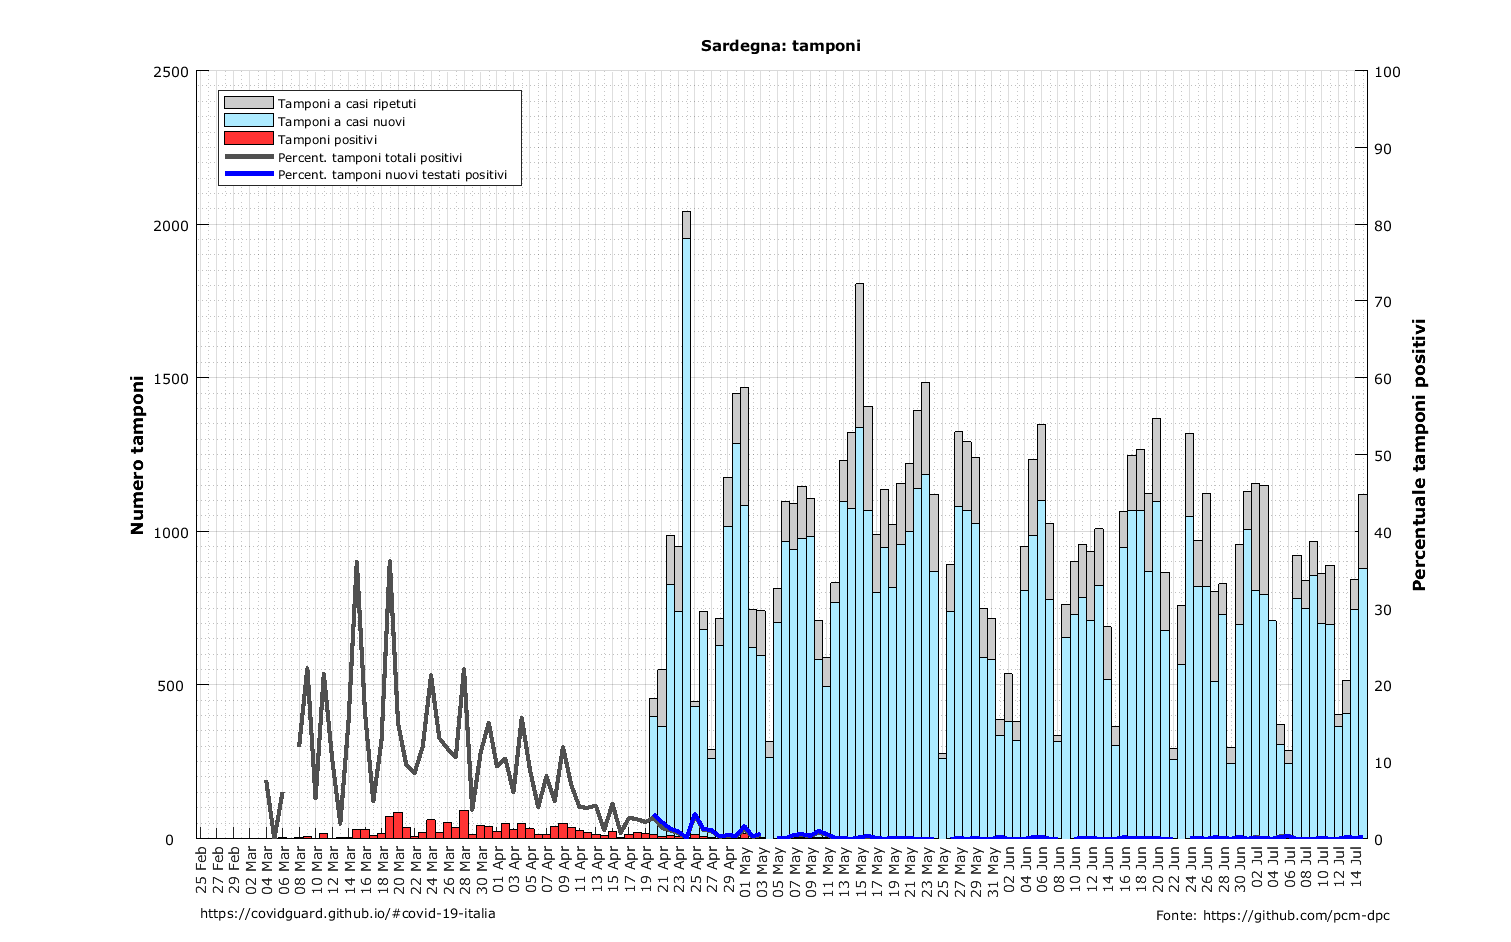 Sardegna: tamponi
2500
2000
1500
1000
500
0
100
90
80
70
60
50
40
30
20
10
0
Numero tamponi
Percentuale tamponi positivi
Tamponi a casi ripetuti
Tamponi a casi nuovi
Tamponi positivi
Percent. tamponi totali positivi
Percent. tamponi nuovi testati positivi
25 Feb
27 Feb
29 Feb
02 Mar
04 Mar
06 Mar
08 Mar
10 Mar
12 Mar
14 Mar
16 Mar
18 Mar
20 Mar
22 Mar
24 Mar
26 Mar
28 Mar
30 Mar
01 Apr
03 Apr
05 Apr
07 Apr
09 Apr
11 Apr
13 Apr
15 Apr
17 Apr
19 Apr
21 Apr
23 Apr
25 Apr
27 Apr
29 Apr
01 May
03 May
05 May
07 May
09 May
11 May
13 May
15 May
17 May
19 May
21 May
23 May
25 May
27 May
29 May
31 May
02 Jun
04 Jun
06 Jun
08 Jun
10 Jun
12 Jun
14 Jun
16 Jun
18 Jun
20 Jun
22 Jun
24 Jun
26 Jun
28 Jun
30 Jun
02 Jul
04 Jul
06 Jul
08 Jul
10 Jul
12 Jul
14 Jul
https://covidguard.github.io/#covid-19-italia
Fonte: https://github.com/pcm-dpc